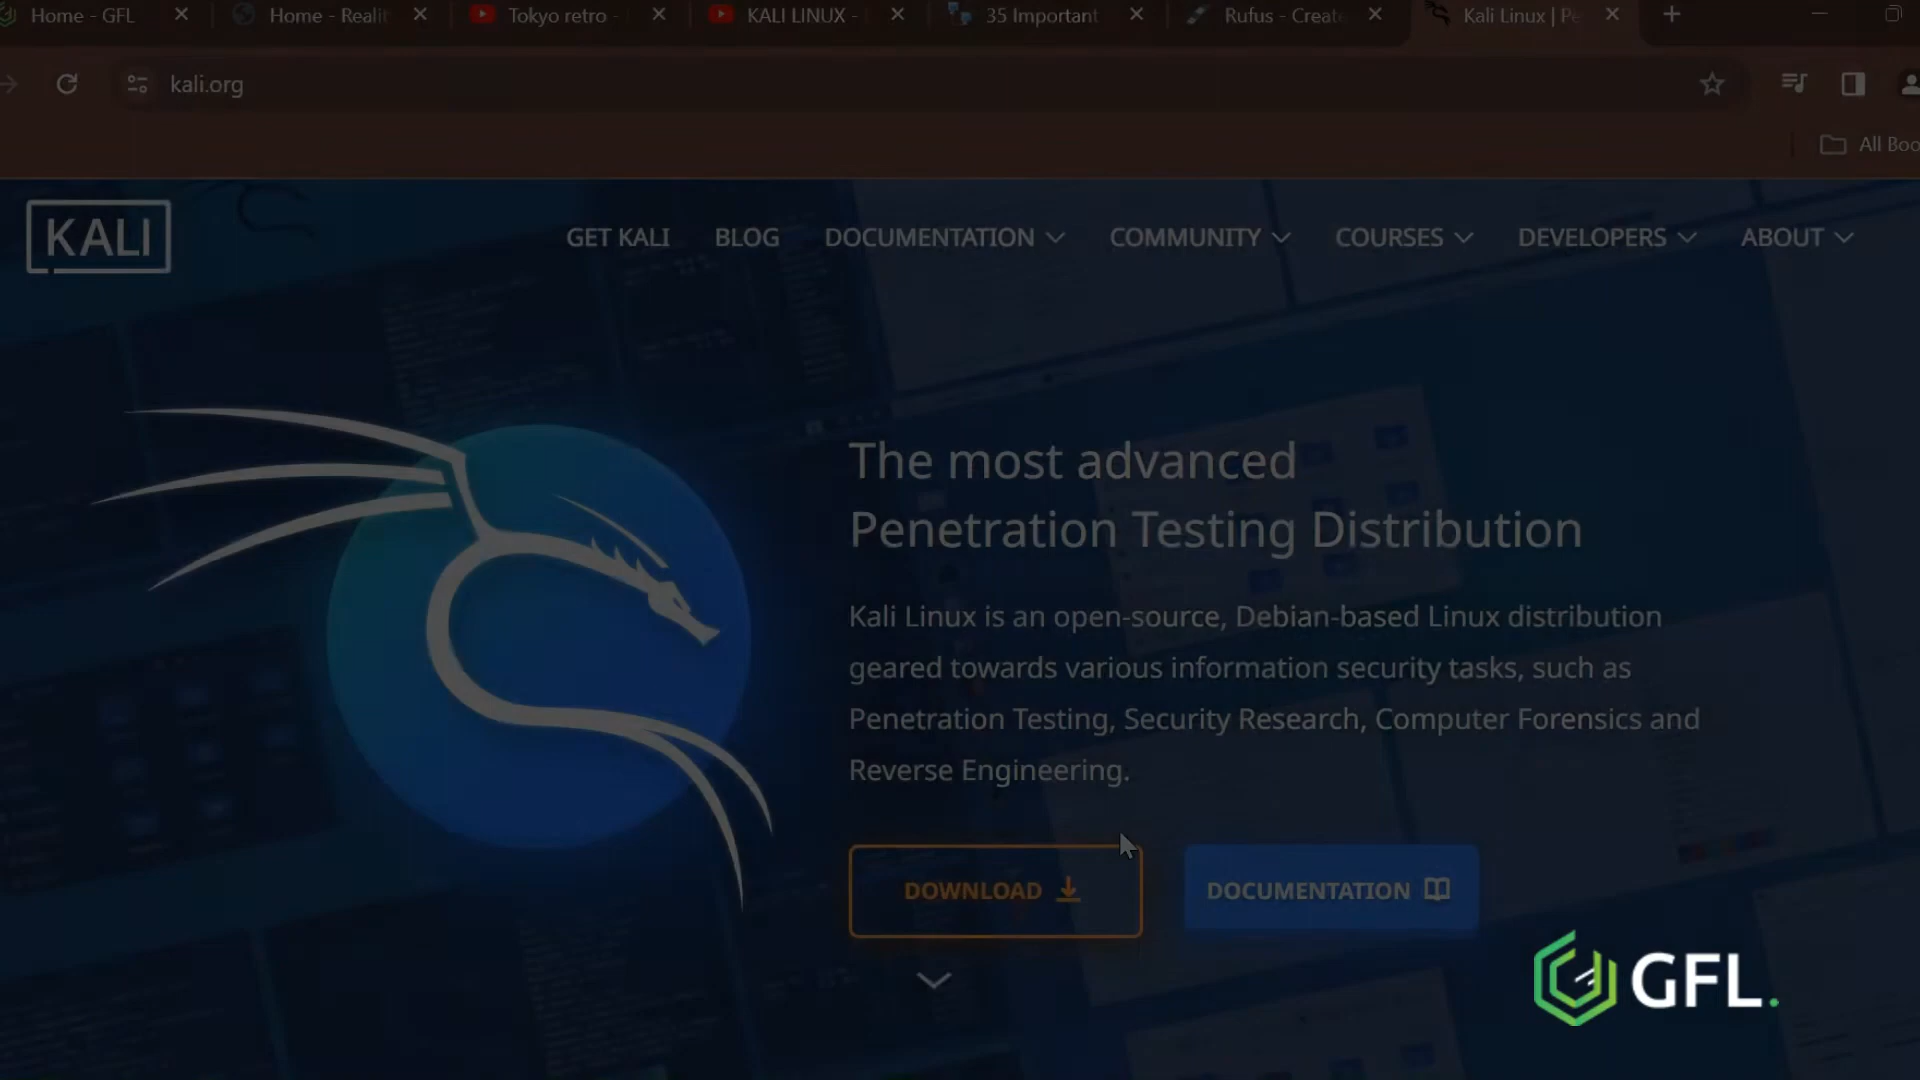 Home - GFL
Home - Realit
Tokyo retro -
KALI LINUX -
35 Important
Rufus - Create
Kali Linux | Pe
kali.org
All Boo
KALI
GET KALI
BLOG
DOCUMENTATION
COMMUNITY
COURSES
DEVELOPERS
ABOUT
The most advanced
Penetration Testing Distribution
Kali Linux is an open-source, Debian-based Linux distribution
geared towards various information security tasks, such as
Penetration Testing, Security Research, Computer Forensics and
Reverse Engineering.
DOWNLOAD
DOCUMENTATION
GFL.